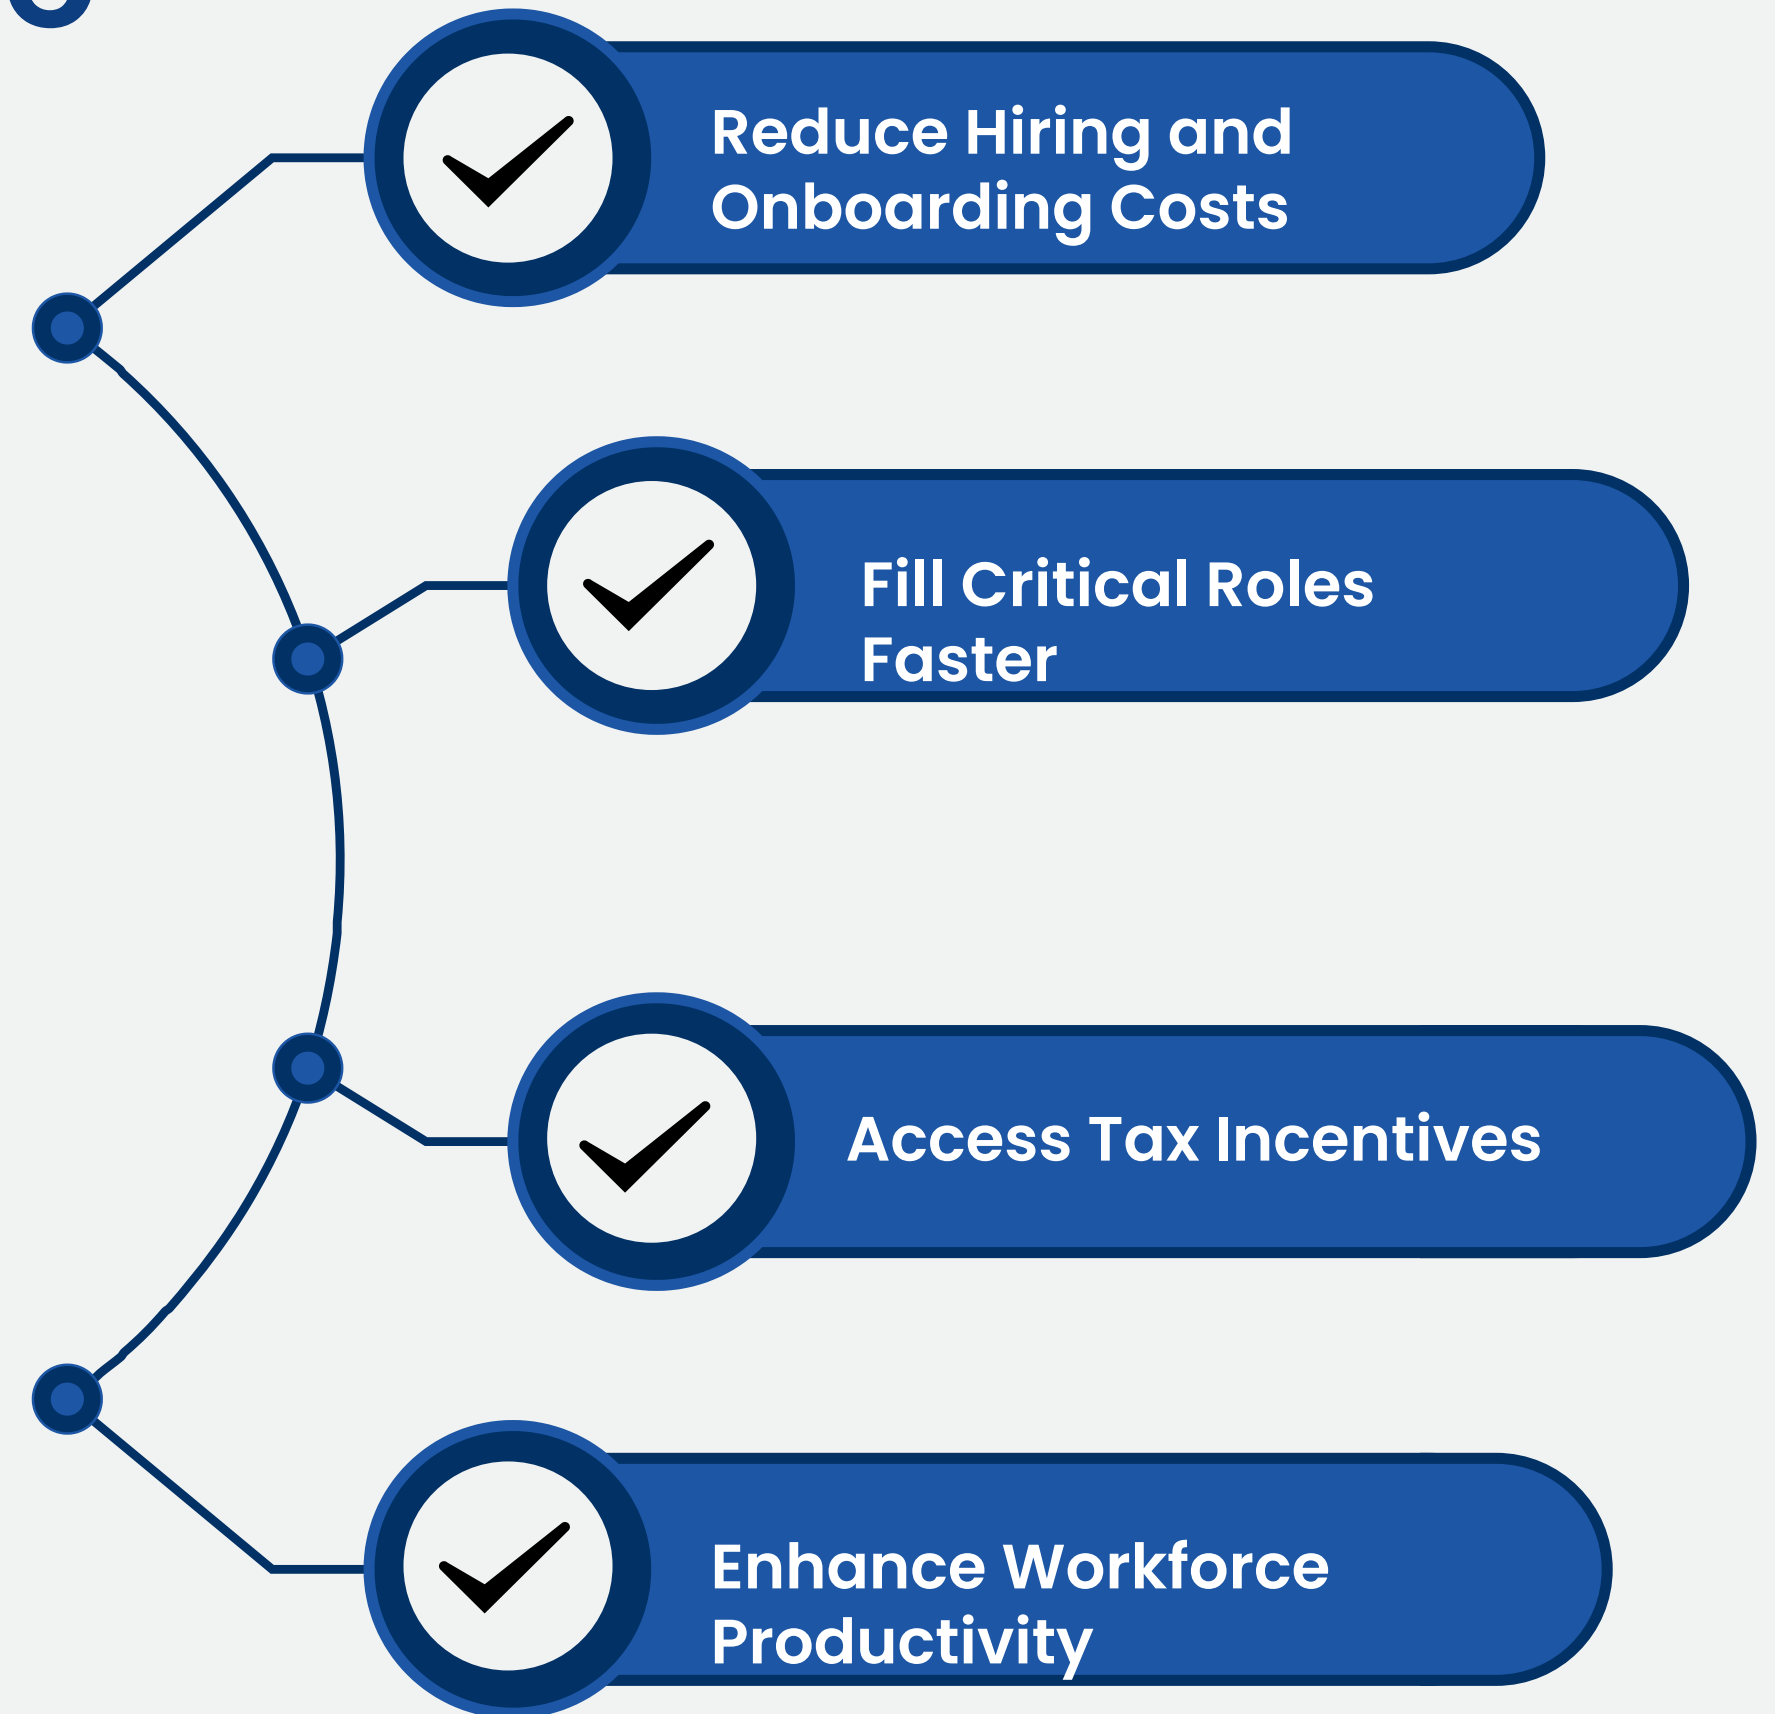 Reduce Hiring and
Onboarding Costs
Fill Critical Roles
Faster
Access Tax Incentives
Enhance Workforce
Productivity